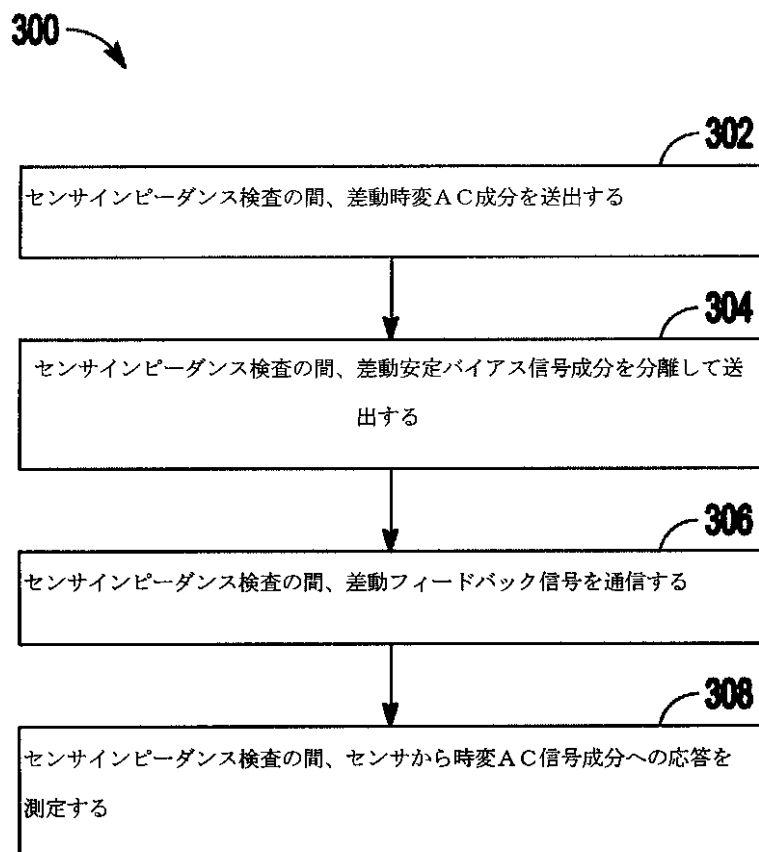 300
302
センサインピーダンス検査の間、差動時変AC成分を送出する
304
センサインピーダンス検査の間、差動安定バイアス信号成分を分離して送
出する
306
センサインピーダンス検査の間、差動フィードバック信号を通信する
308
センサインピーダンス検査の間、センサから時変AC信号成分への応答を
測定する